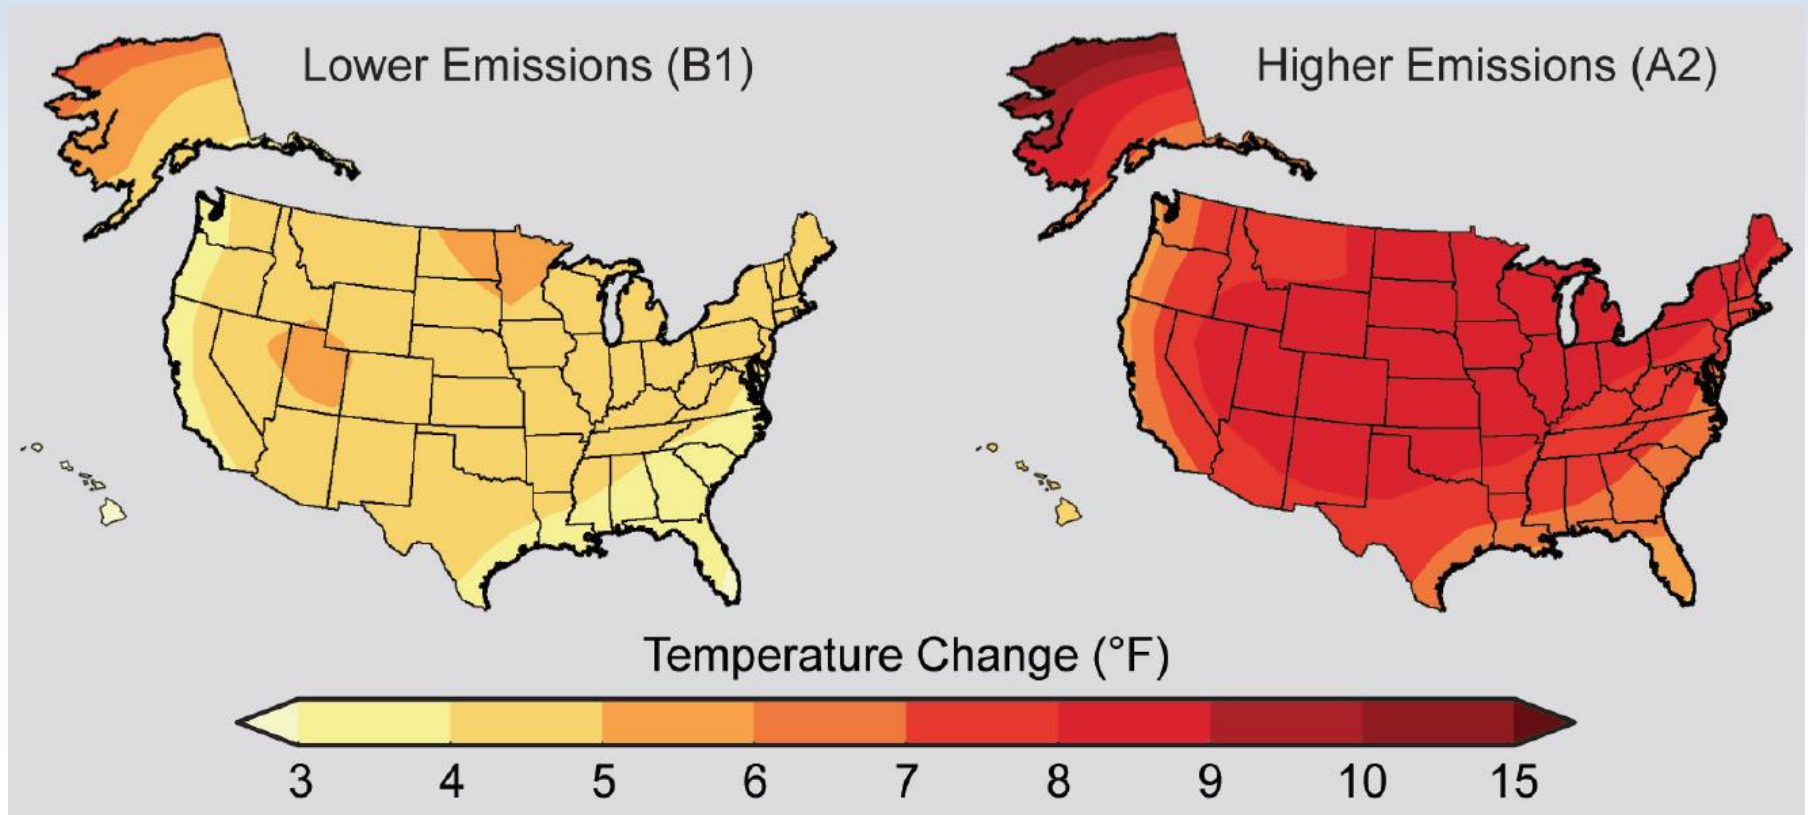 Lower Emissions (B1)
Higher Emissions (A2)
Temperature Change (°F)
3 4 5 6 7 8 9 10 15